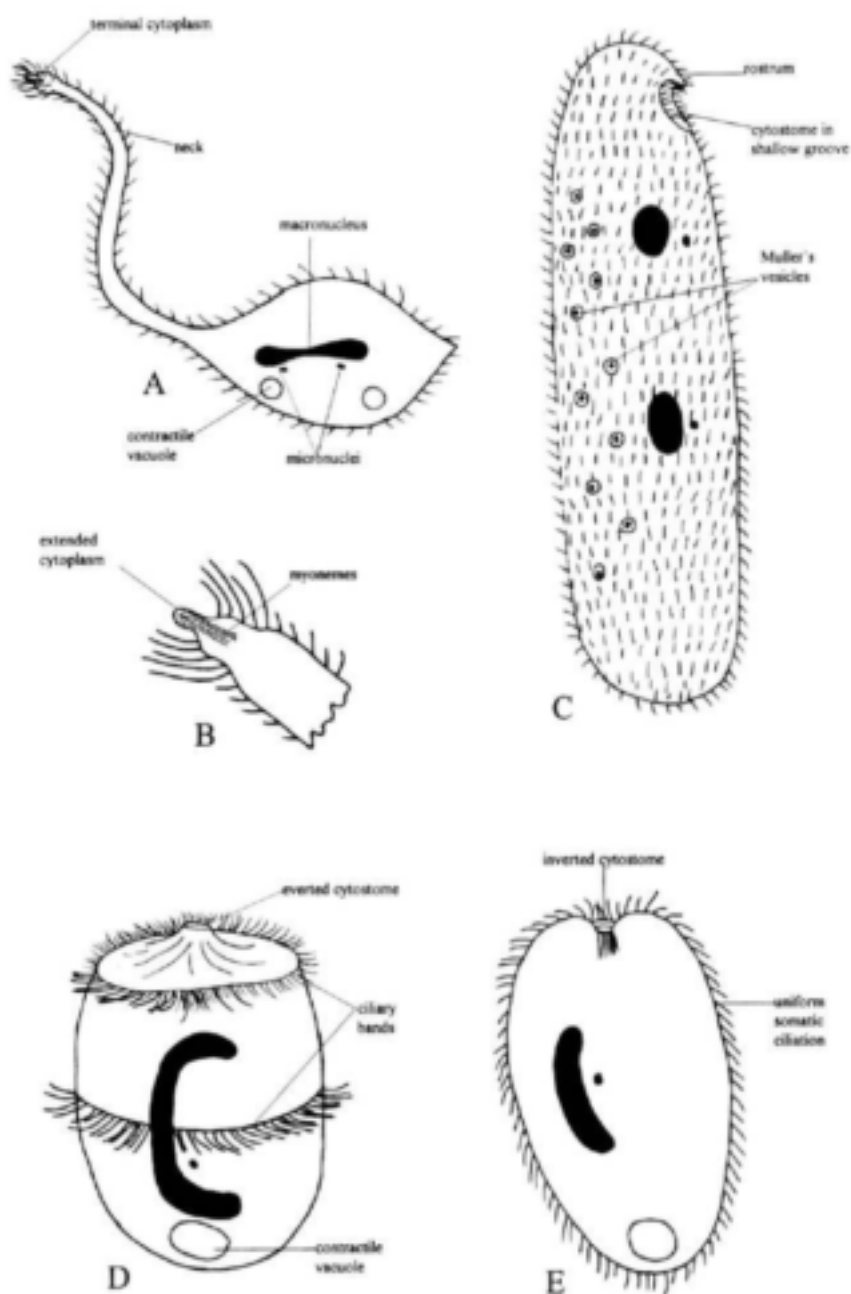 terminal cytoplasm
neck
macronucleus
A
contractile
vacuole
micronuclei
rostrum
cytostome in
shallow groove
Muller's
vesicles
C
extended
cytoplasm
myonemes
B
everted cytostome
ciliary
bands
contractile
vacuole
D
inverted cytostome
uniform
somatic
ciliation
E